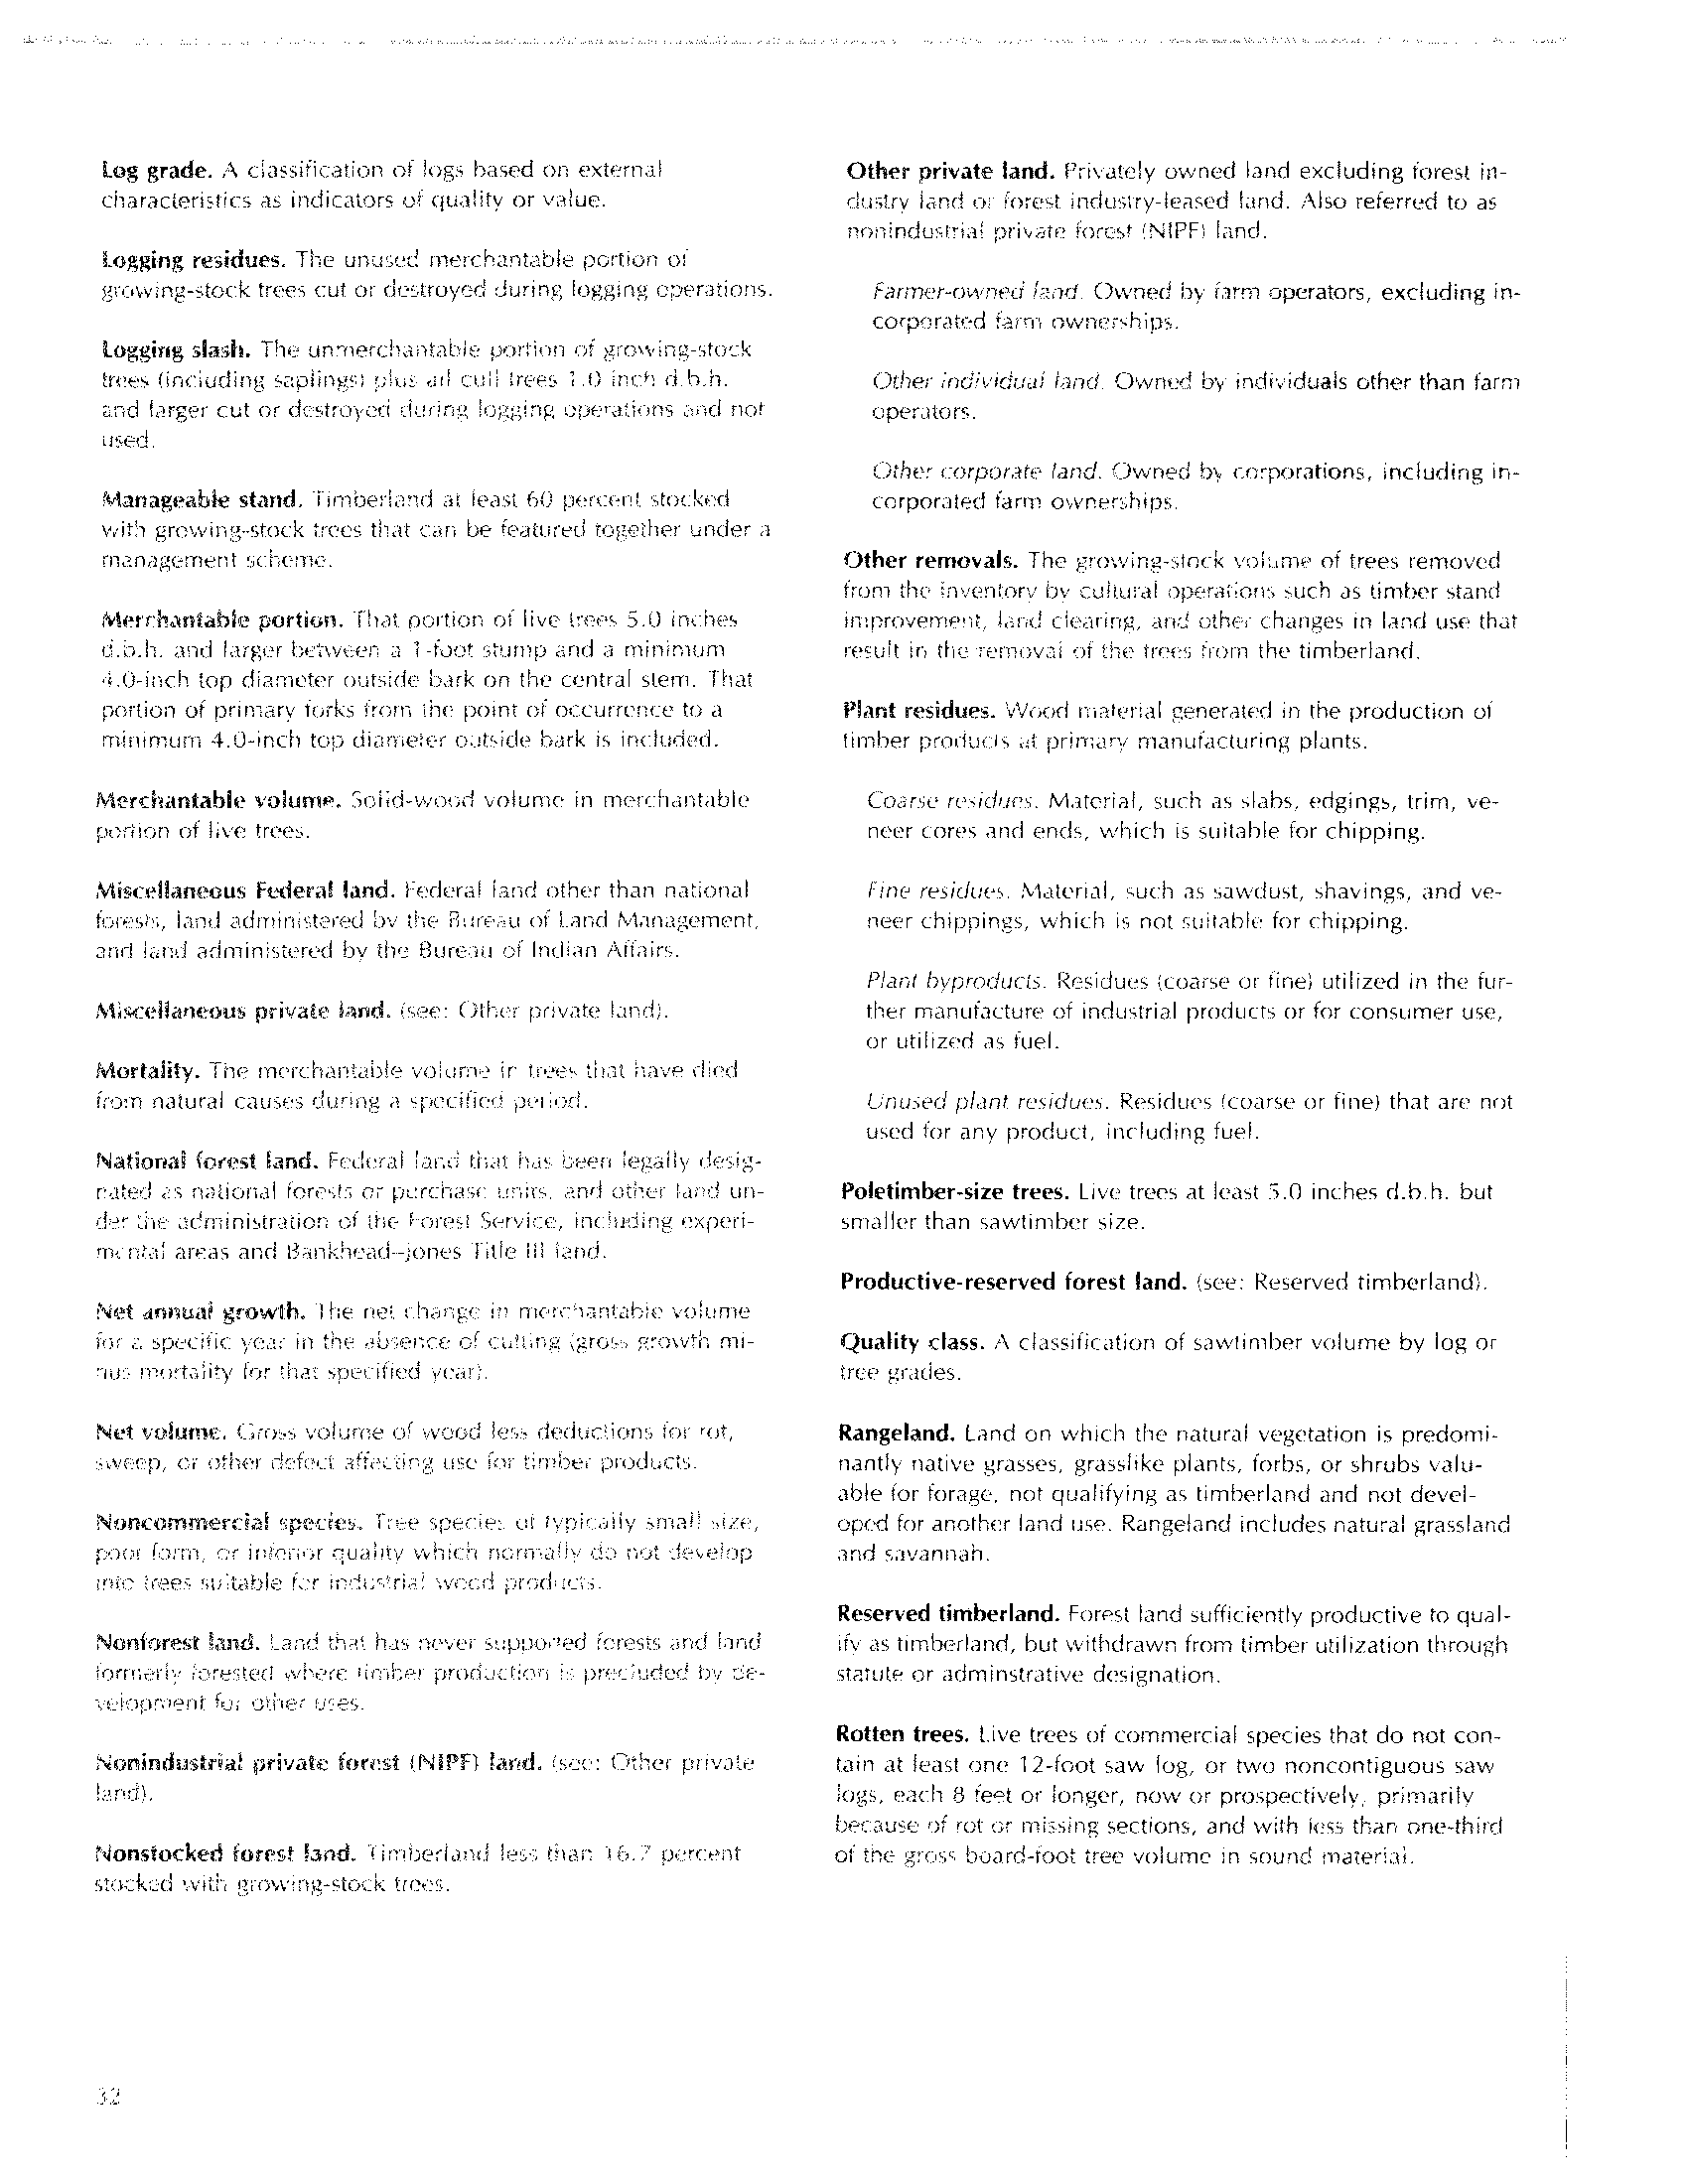 Log grade. A classification of logs based on external
characteristics as indicators of quality or value.
Logging residues. The unused merchantable portion of
growing-stock trees cut or destroyed during logging operations.
Logging slash. The unmerchantable portion of growing-stock
trees (including saplings) plus all cull trees 1.0 inch d.b.h.
and larger cut or destroyed during logging operations and not
used.
Manageable stand. Timberland at least 60 percent stocked
with growing-stock trees that can be featured together under a
management scheme.
Merchantable portion. That portion of live trees 5.0 inches
d.b.h. and larger between a 1-foot stump and a minimum
4.0-inch top diameter outside bark on the central stem. That
portion of primary forks from the point of occurrence to a
minimum 4.0-inch top diameter outside bark is included.
Merchantable volume. Solid-wood volume in merchantable
portion of live trees.
Miscellaneous Federal land. Federal land other than national
forests, land administered by the Bureau of Land Management,
and land administered by the Bureau of Indian Affairs.
Miscellaneous private land. (see: Other private land).
Mortality. The merchantable volume in trees that have died
from natural causes during a specified period.
National forest land. Federal land that has been legally desig-
nated as national forests or purchase units, and other land un-
der the administration of the Forest Service, including experi-
mental areas and Bankhead-Jones Title III land.
Net annual growth. The net change in merchantable volume
for a specific year in the absence of cutting (gross growth mi-
nus mortality for that specified year).
Net volume. Gross volume of wood less deductions for rot,
sweep, or other defect affecting use for timber products.
Noncommercial species. Tree species of typically small size,
poor form, or inferior quality which normally do not develop
into trees suitable for industrial wood products.
Nonforest land. Land that has never supported forests and land
formerly forested where timber production is precluded by de-
velopment for other uses.
Nonindustrial private forest (NIPF) land. (see: Other private
land).
Nonstocked forest land. Timberland less than 16.7 percent
stocked with growing-stock trees.
Other private land. Privately owned land excluding forest in-
dustry land or forest industry-leased land. Also referred to as
nonindustrial private forest (NIPF) land.
Farmer-owned land. Owned by farm operators, excluding in-
corporated farm ownerships.
Other individual land. Owned by individuals other than farm
operators.
Other corporate land. Owned by corporations, including in-
corporated farm ownerships.
Other removals. The growing-stock volume of trees removed
from the inventory by cultural operations such as timber stand
improvement, land clearing, and other changes in land use that
result in the removal of the trees from the timberland.
Plant residues. Wood material generated in the production of
timber products at primary manufacturing plants.
Coarse residues. Material, such as slabs, edgings, trim, ve-
neer cores and ends, which is suitable for chipping.
Fine residues. Material, such as sawdust, shavings, and ve-
neer chippings, which is not suitable for chipping.
Plant byproducts. Residues (coarse or fine) utilized in the fur-
ther manufacture of industrial products or for consumer use,
or utilized as fuel.
Unused plant residues. Residues (coarse or fine) that are not
used for any product, including fuel.
Poletimber-size trees. Live trees at least 5.0 inches d.b.h. but
smaller than sawtimber size.
Productive-reserved forest land. (see: Reserved timberland).
Quality class. A classification of sawtimber volume by log or
tree grades.
Rangeland. Land on which the natural vegetation is predomi-
nantly native grasses, grasslike plants, forbs, or shrubs valu-
able for forage, not qualifying as timberland and not devel-
oped for another land use. Rangeland includes natural grassland
and savannah.
Reserved timberland. Forest land sufficiently productive to qual-
ify as timberland, but withdrawn from timber utilization through
statute or adminstrative designation.
Rotten trees. Live trees of commercial species that do not con-
tain at least one 12-foot saw log, or two noncontiguous saw
logs, each 8 feet or longer, now or prospectively, primarily
because of rot or missing sections, and with less than one-third
of the gross board-foot tree volume in sound material.
32